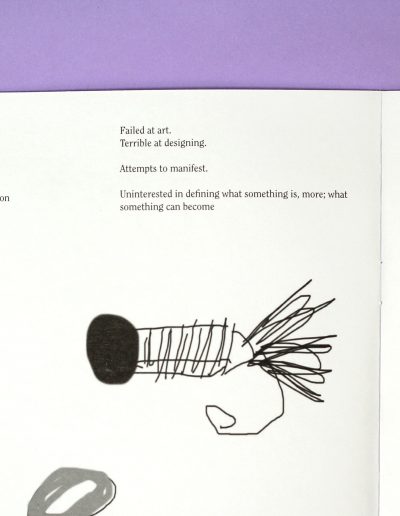 Failed at art.
Terrible at designing.
Attempts to manifest.
on
Uninterested in defining what something is, more; what
something can become